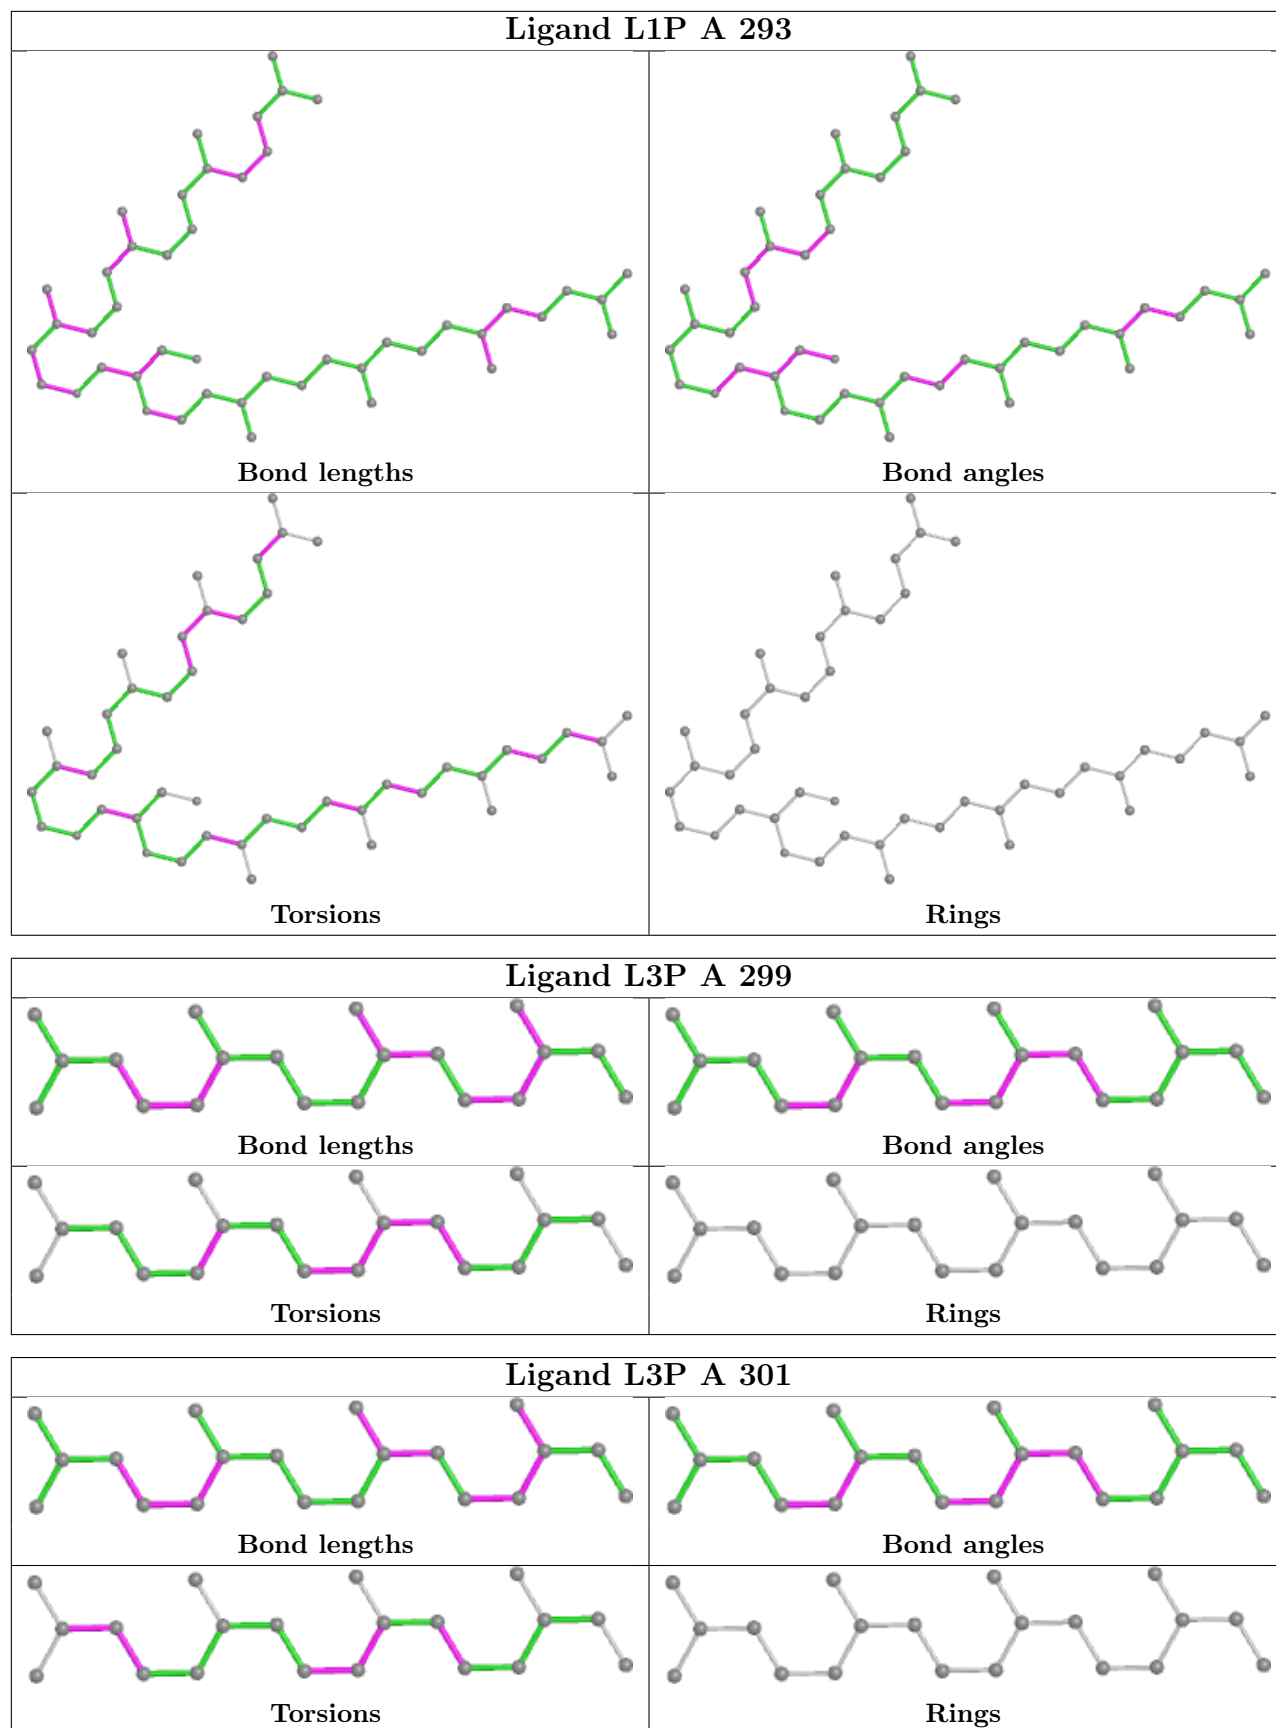 Ligand L1P A 293
Bond lengths
Bond angles
Torsions
Rings
Ligand L3P A 299
Bond lengths
Bond angles
Torsions
Rings
Ligand L3P A 301
Bond lengths
Bond angles
Torsions
Rings